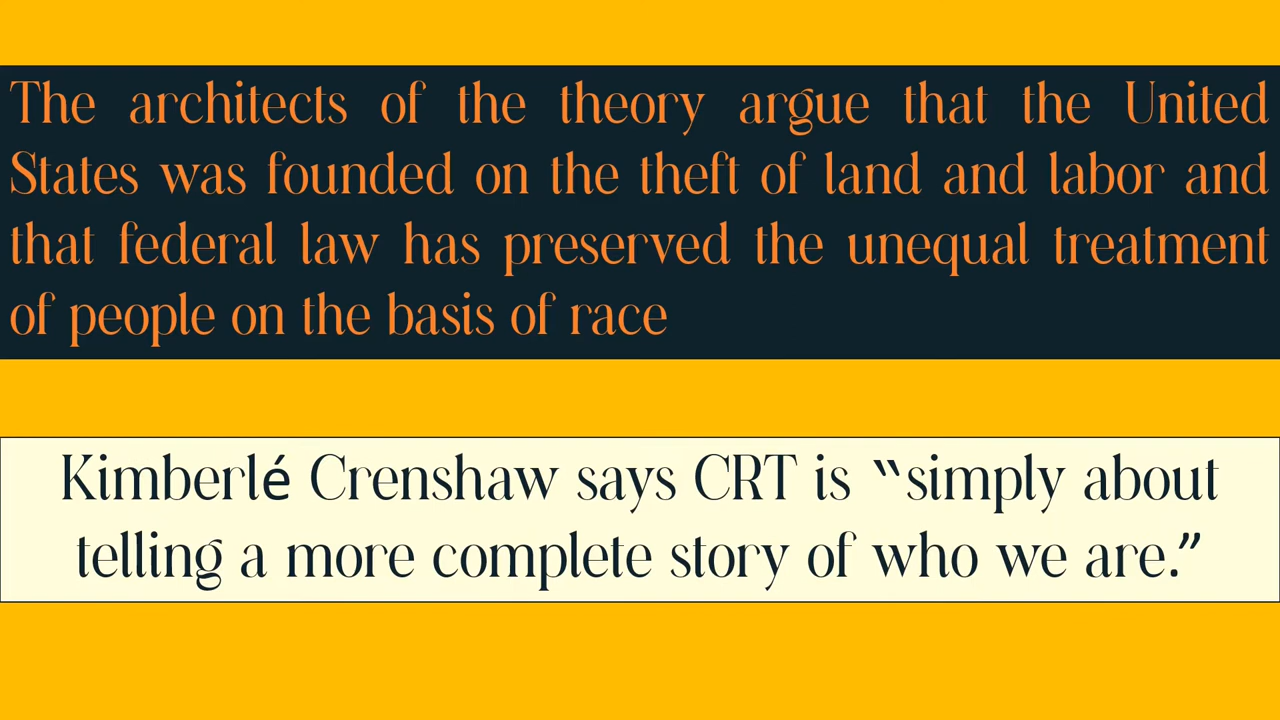 The architects of the theory argue that the United
States was founded on the theft of land and labor and
that federal law has preserved the unequal treatment
of people on the basis of race
Kimberlé Crenshaw says CRT is “simply about
telling a more complete story of who we are.”